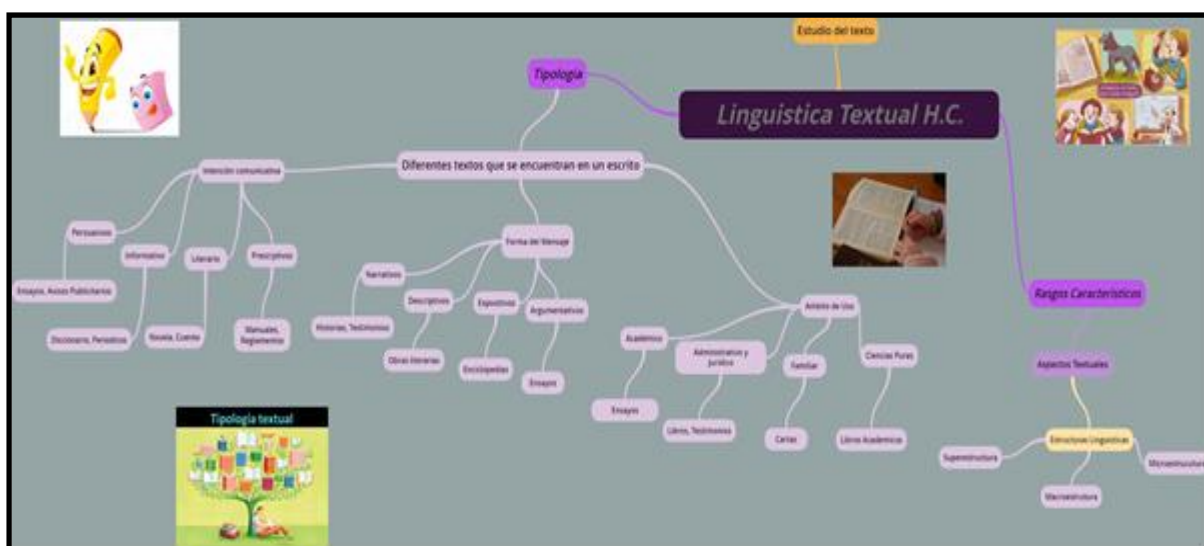 Estudio del texto
Linguistica Textual H.C.
Tipología
Diferentes textos que se encuentran en un escrito
Intención comunicativa
Persuasivos
Ensayos, Avisos Publicitarios
Informativo
Diccionario, Periodicos
Literario
Novela, Cuento
Prescriptivos
Manuales,
Reglamentos
Forma del Mensaje
Narrativos
Historias, Testimonios
Descriptivos
Obras literarias
Expositivos
Enciclopedias
Argumentativos
Ensayos
Ambito de Uso
Académico
Ensayos
Administrativo y
Juridico
Libros, Testimonios
Familiar
Cartas
Ciencias Puras
Libros Académicos
Rasgos Característicos
Aspectos Textuales
Estructuras Linguisticas
Superestructura
Macroestructura
Microestructura
Tipología textual